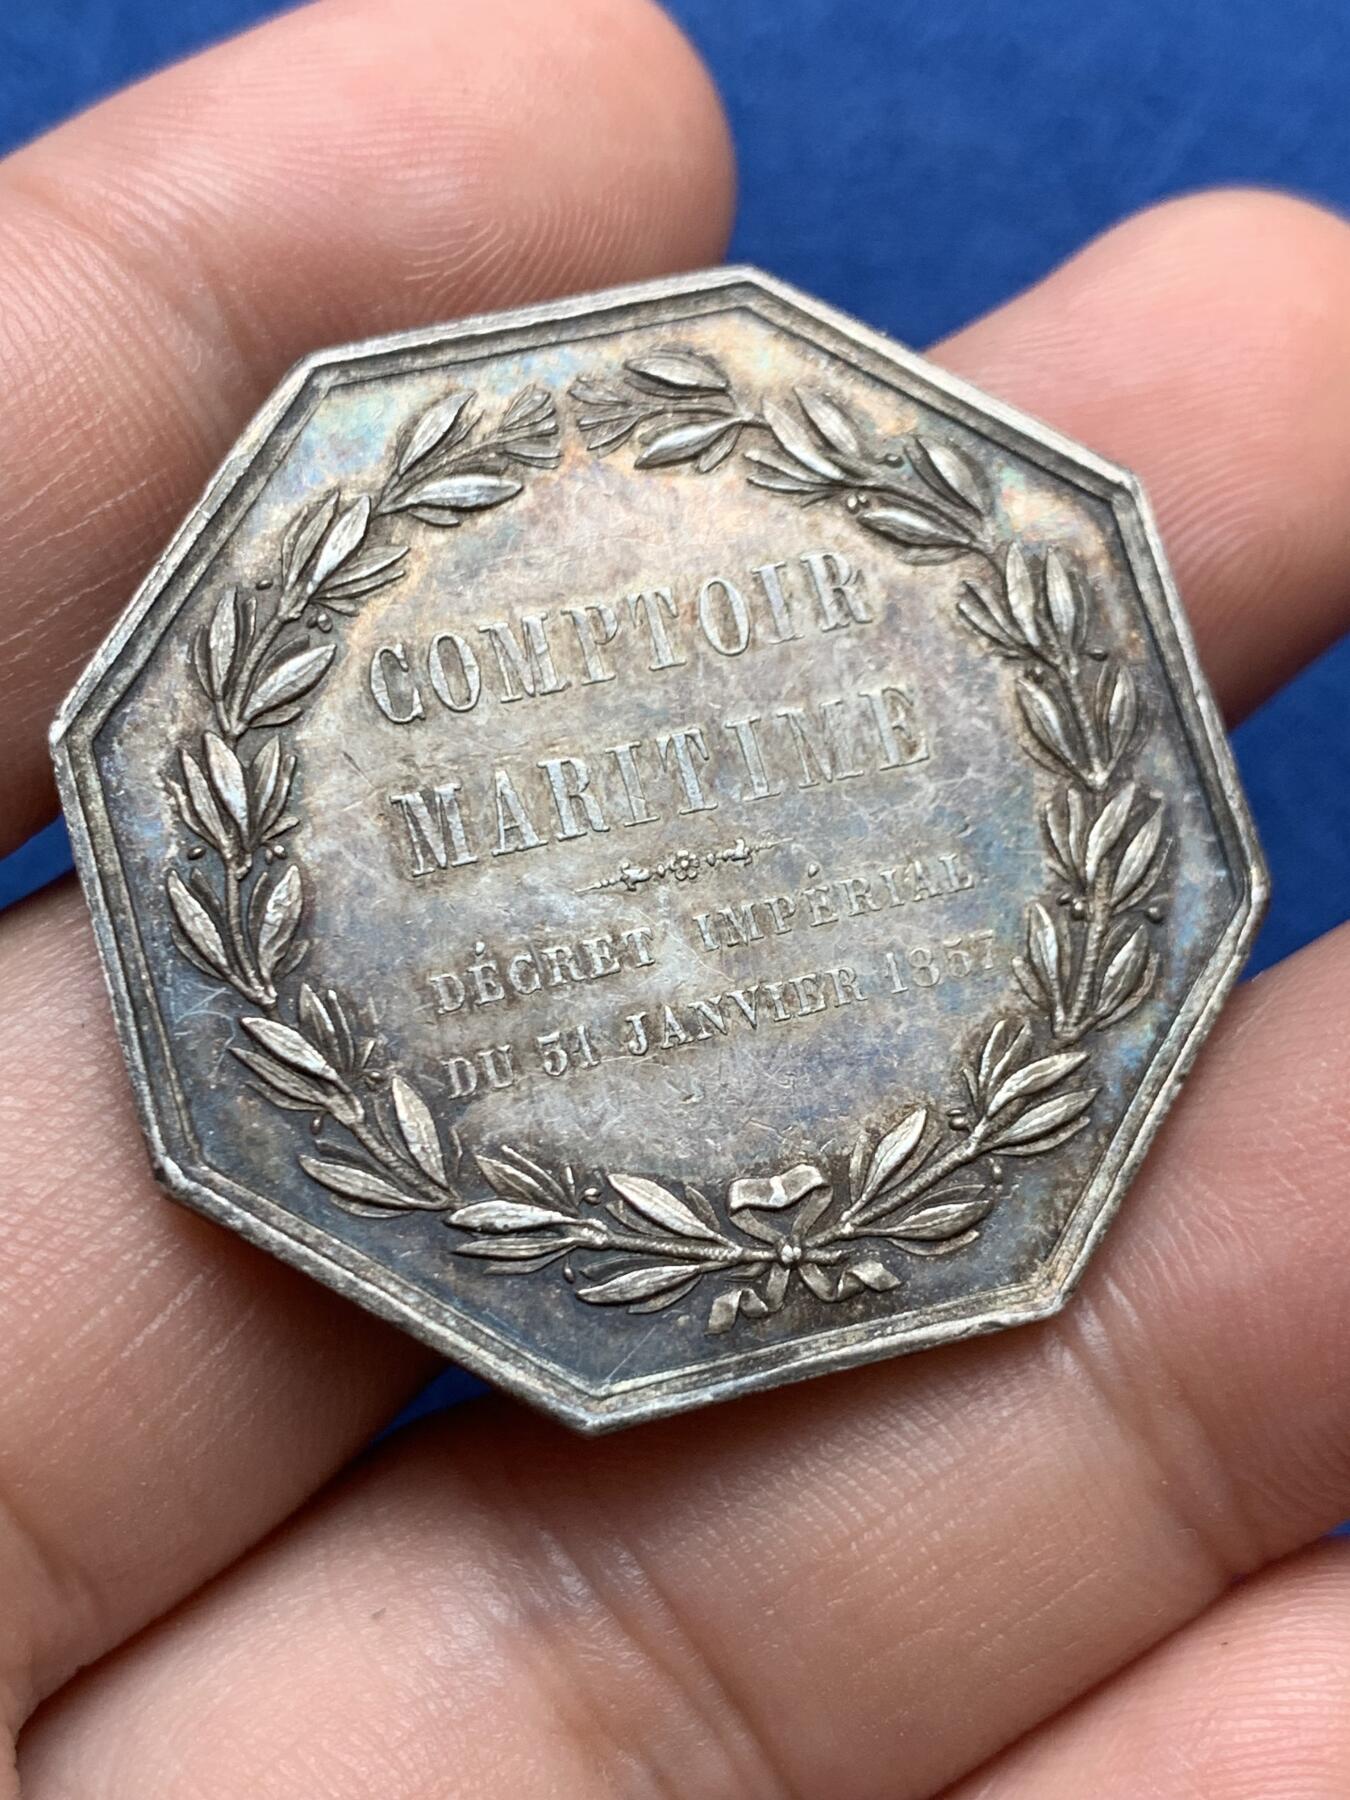 COMPTOIR
MARITIME
DÉCRET IMPÉRIAL
DU 31 JANVIER 1857